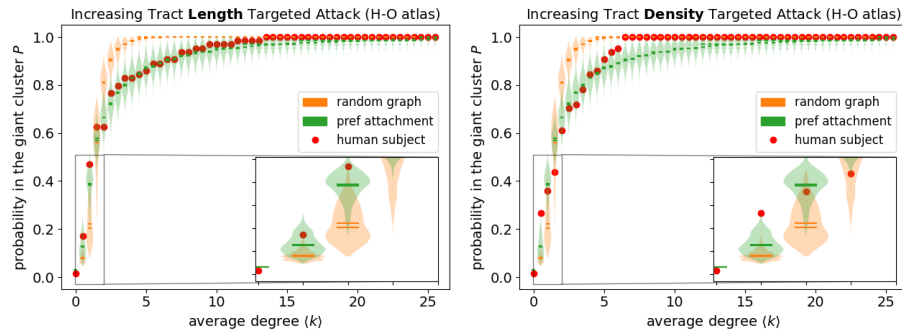 Increasing Tract Length Targeted Attack (H-O atlas)
1.0
0.8
0.6
0.4
0.2
0.0
probability in the giant cluster P
random graph
pref attachment
human subject
0 5 10 15 20 25
average degree ⟨k⟩
Increasing Tract Density Targeted Attack (H-O atlas)
1.0
0.8
0.6
0.4
0.2
0.0
probability in the giant cluster P
random graph
pref attachment
human subject
0 5 10 15 20 25
average degree ⟨k⟩